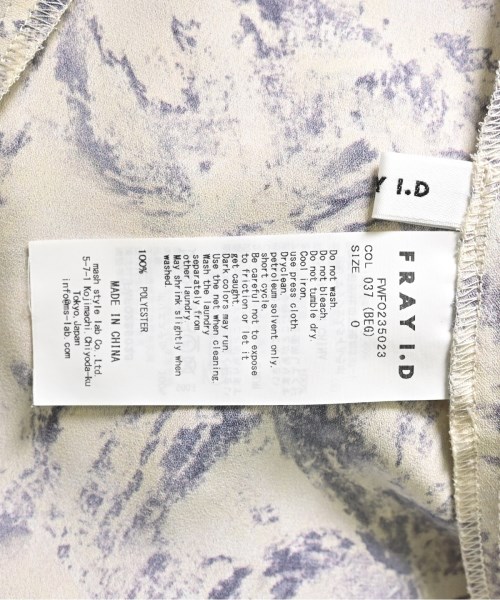 Y I.D
FRAY I.D
FWFO235023
COL 037 (BEG)
SIZE 0
Do not wash.
Do not bleach.
Do not tumble dry.
Cool iron.
use press cloth
Dryclean.
petroleum solvent only.
short cycle
Be careful not to expose
to friction or let it
get caught.
Dark colors may run.
Use the net when cleaning.
Wash the laundry
separately from
other laundry.
May shrink slightly when
washed.
100% POLYESTER
MADE IN CHINA
mash style lab Co. Ltd.
5-7-1 Kojimachi, Chiyoda-ku
Tokyo, Japan
info@ms-lab.com